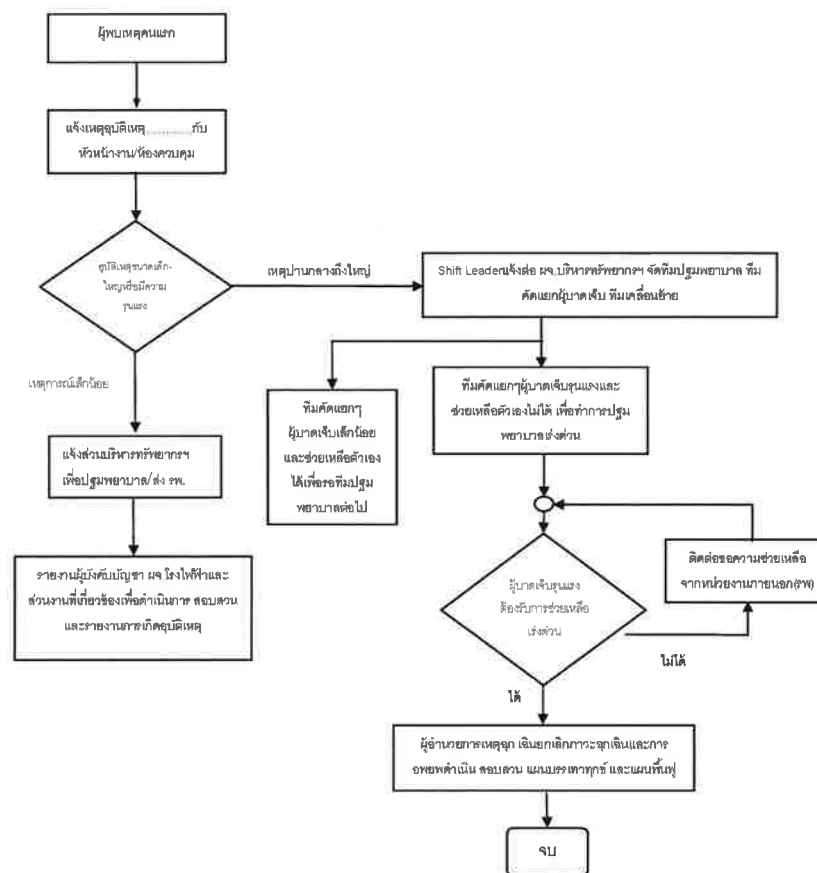 ผู้พบเหตุคนแรก
แจ้งเหตุอุบัติเหตุ..............กับ
หัวหน้างาน/ห้องควบคุม
อุบัติเหตุขนาดเล็ก-
ใหญ่หรือมีความ
รุนแรง
เหตุปานกลางถึงใหญ่
Shift Leaderแจ้งต่อ ผจ.บริหารทรัพยากรฯ จัดทีมปฐมพยาบาล ทีม
คัดแยกผู้บาดเจ็บ ทีมเคลื่อนย้าย
เหตุการณ์เล็กน้อย
แจ้งส่วนบริหารทรัพยากรฯ
เพื่อปฐมพยาบาล/ส่ง รพ.
รายงานผู้บังคับบัญชา ผจ โรงไฟฟ้าและ
ส่วนงานที่เกี่ยวข้องเพื่อดำเนินการ สอบสวน
และรายงานการเกิดอุบัติเหตุ
ทีมคัดแยกๆ
ผู้บาดเจ็บเล็กน้อย
และช่วยเหลือตัวเอง
ได้เพื่อรอทีมปฐม
พยาบาลต่อไป
ทีมคัดแยกๆผู้บาดเจ็บรุนแรงและ
ช่วยเหลือตัวเองไม่ได้ เพื่อทำการปฐม
พยาบาลเร่งด่วน
ผู้บาดเจ็บรุนแรง
ต้องรับการช่วยเหลือ
เร่งด่วน
ติดต่อขอความช่วยเหลือ
จากหน่วยงานภายนอก(รพ)
ไม่ได้
ได้
ผู้อำนวยการเหตุฉุก เฉินยกเลิกภาวะฉุกเฉินและการ
อพยพดำเนิน สอบสวน แผนบรรเทาทุกข์ และแผนฟื้นฟู
จบ